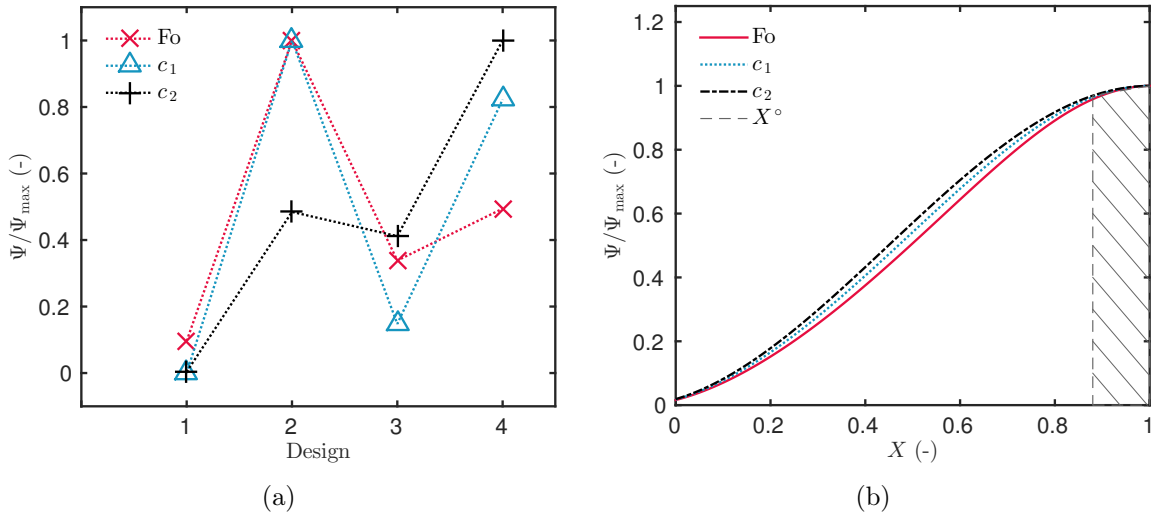 Ψ/Ψmax (-)
1
0.8
0.6
0.4
0.2
0
Fo
c1
c2
1 2 3 4
Design
(a)
Ψ/Ψmax (-)
1.2
1
0.8
0.6
0.4
0.2
0
Fo
c1
c2
X°
0 0.2 0.4 0.6 0.8 1
X (-)
(b)